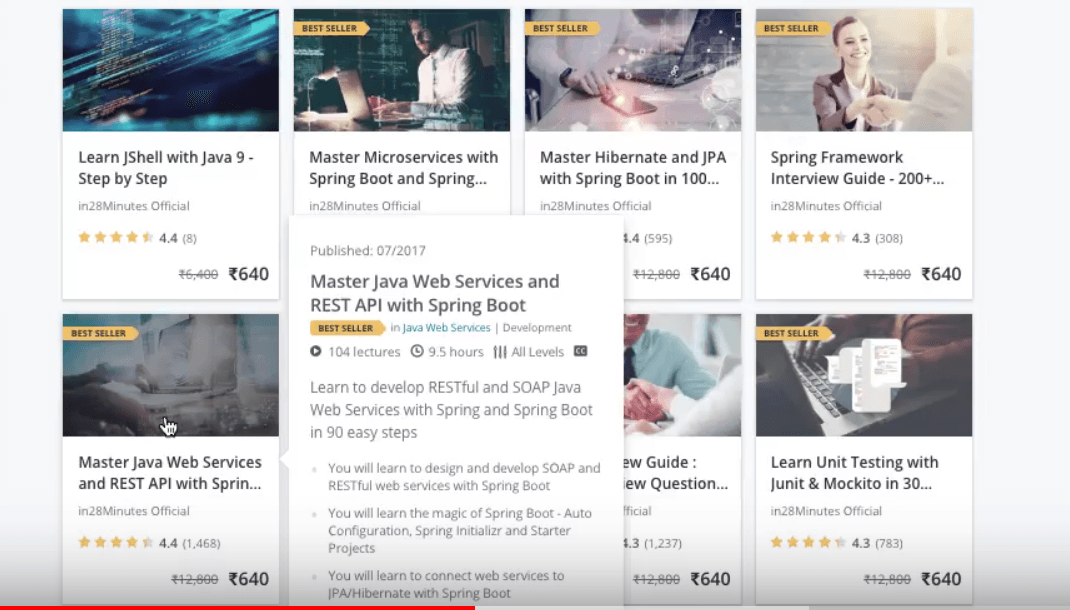 BEST SELLER
BEST SELLER
BEST SELLER
Learn JShell with Java 9 -
Step by Step
in28Minutes Official
4.4 (8)
₹6,400 ₹640
Master Microservices with
Spring Boot and Spring...
in28Minutes Official
Master Hibernate and JPA
with Spring Boot in 100...
in28Minutes Official
4.4 (595)
₹12,800 ₹640
Spring Framework
Interview Guide - 200+...
in28Minutes Official
4.3 (308)
₹12,800 ₹640
BEST SELLER
Master Java Web Services
and REST API with Sprin...
in28Minutes Official
4.4 (1,468)
₹12,800 ₹640
Published: 07/2017
Master Java Web Services and
REST API with Spring Boot
BEST SELLER in Java Web Services | Development
104 lectures 9.5 hours All Levels CC
Learn to develop RESTful and SOAP Java
Web Services with Spring and Spring Boot
in 90 easy steps
You will learn to design and develop SOAP and
RESTful web services with Spring Boot
You will learn the magic of Spring Boot - Auto
Configuration, Spring Initializr and Starter
Projects
You will learn to connect web services to
JPA/Hibernate with Spring Boot
ew Guide :
iew Question...
fficial
4.3 (1,237)
₹12,800 ₹640
BEST SELLER
Learn Unit Testing with
Junit & Mockito in 30...
in28Minutes Official
4.3 (783)
₹12,800 ₹640